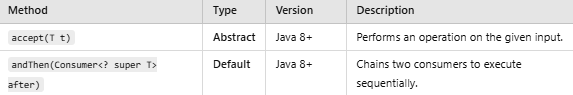 Method Type Version Description
accept(T t) Abstract Java 8+ Performs an operation on the given input.
andThen(Consumer<? super T> Default Java 8+ Chains two consumers to execute
after) sequentially.